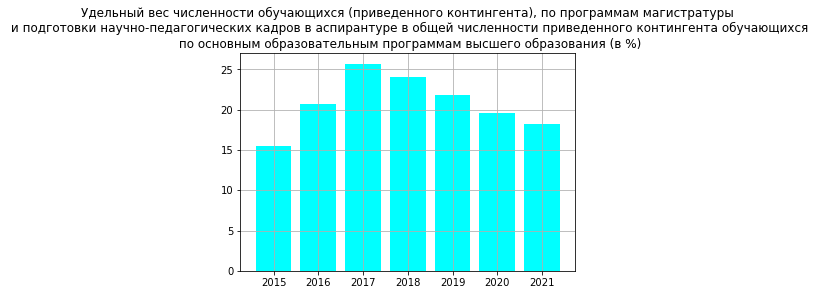 Удельный вес численности обучающихся (приведенного контингента), по программам магистратуры
и подготовки научно-педагогических кадров в аспирантуре в общей численности приведенного контингента обучающихся
по основным образовательным программам высшего образования (в %)
25
20
15
10
5
0
2015 2016 2017 2018 2019 2020 2021